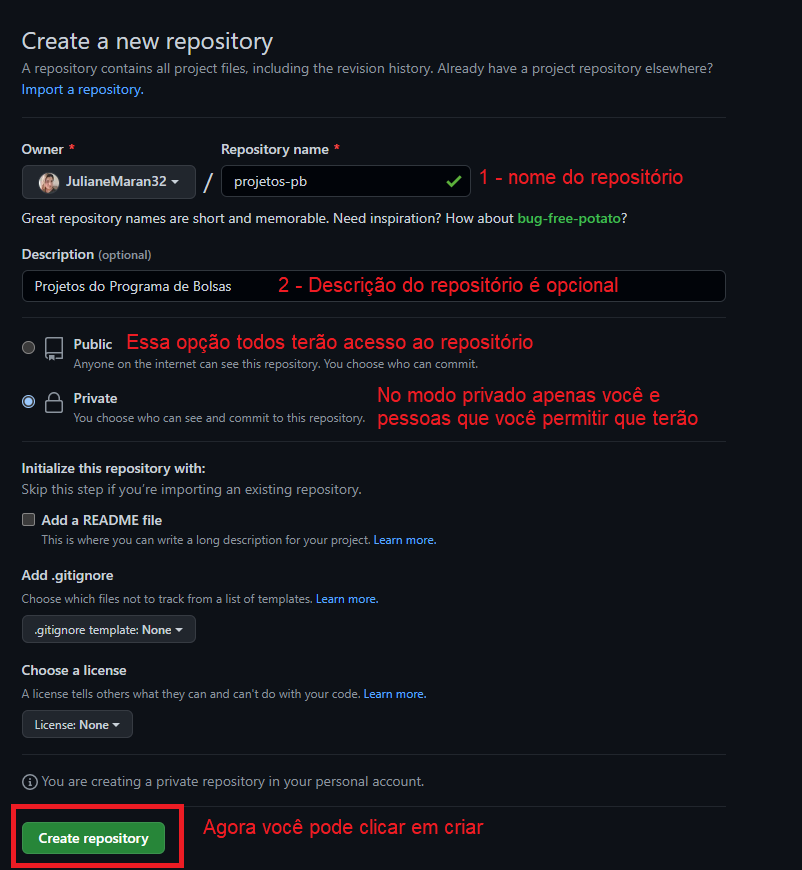 Create a new repository
A repository contains all project files, including the revision history. Already have a project repository elsewhere?
Import a repository.
Owner *
Repository name *
JulianeMaran32
/
projetos-pb
1 - nome do repositório
Great repository names are short and memorable. Need inspiration? How about bug-free-potato?
Description (optional)
Projetos do Programa de Bolsas
2 - Descrição do repositório é opcional
Public
Essa opção todos terão acesso ao repositório
Anyone on the internet can see this repository. You choose who can commit.
Private
You choose who can see and commit to this repository.
No modo privado apenas você e
pessoas que você permitir que terão
Initialize this repository with:
Skip this step if you're importing an existing repository.
Add a README file
This is where you can write a long description for your project. Learn more.
Add .gitignore
Choose which files not to track from a list of templates. Learn more.
.gitignore template: None
Choose a license
A license tells others what they can and can't do with your code. Learn more.
License: None
You are creating a private repository in your personal account.
Create repository
Agora você pode clicar em criar